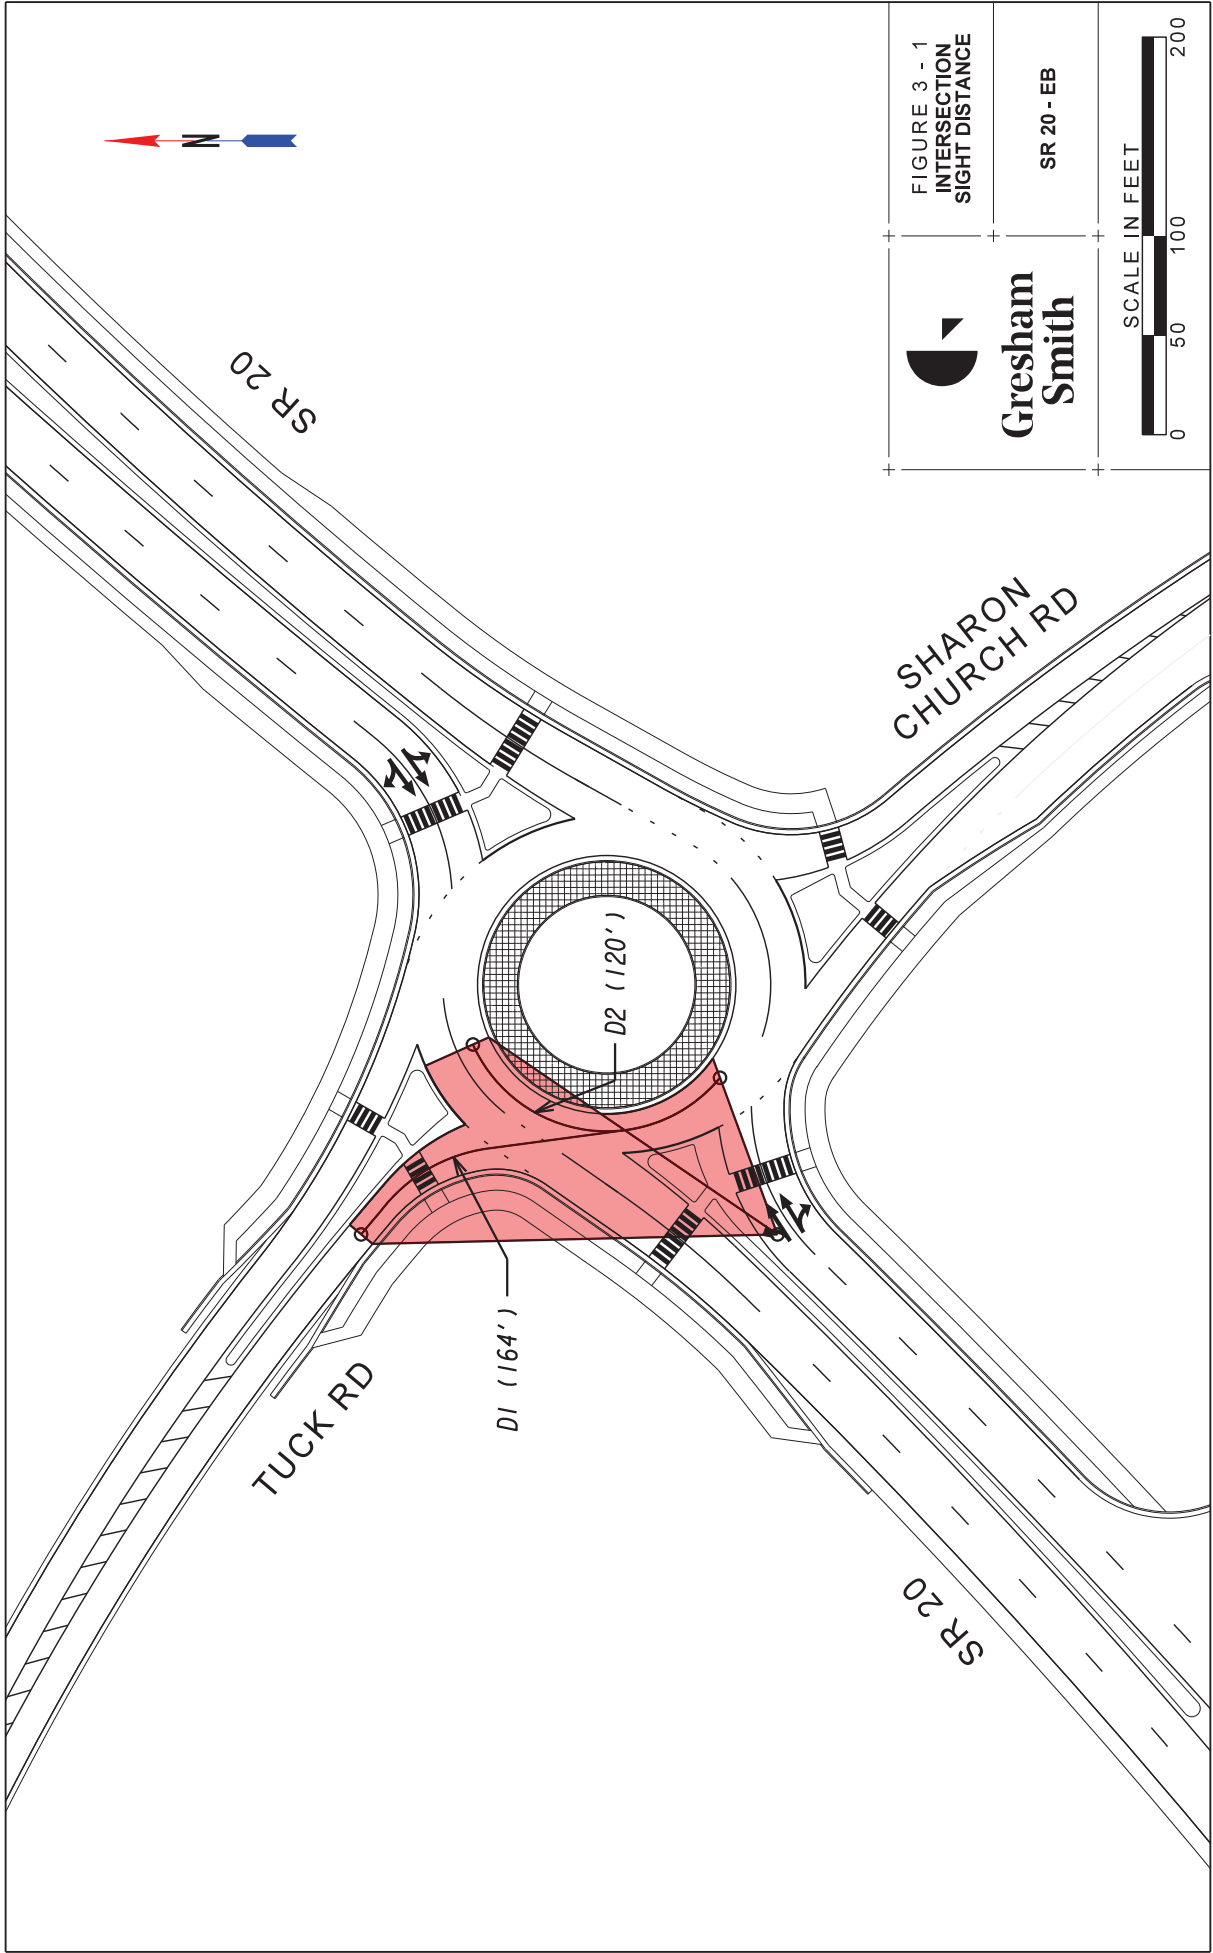 N
SR 20
FIGURE 3 - 1
INTERSECTION
SIGHT DISTANCE
SR 20 - EB
Gresham
Smith
SCALE IN FEET
0 50 100 200
SHARON
CHURCH RD
D2 (120')
D1 (164')
TUCK RD
SR 20